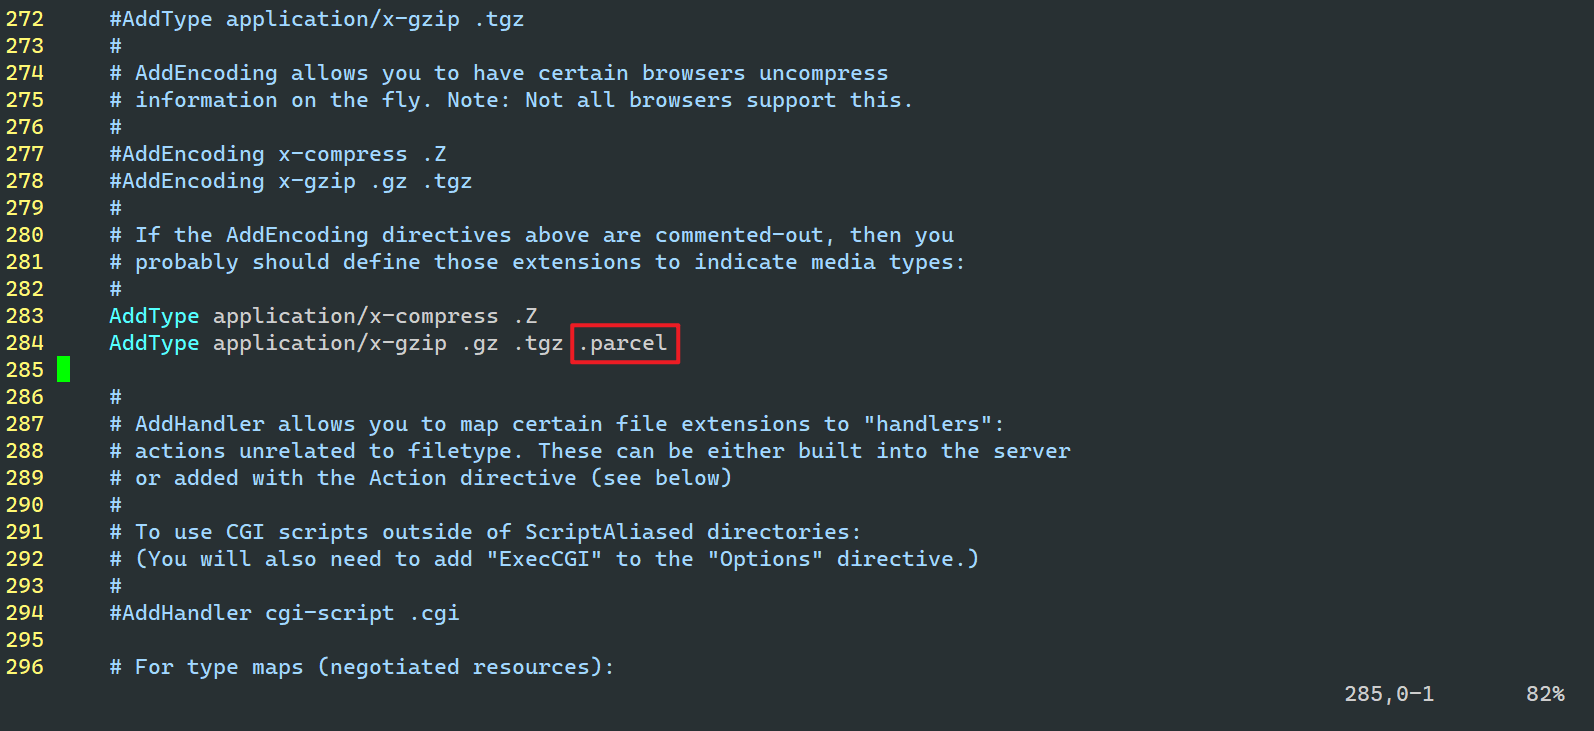 272     #AddType application/x-gzip .tgz
273     #
274     # AddEncoding allows you to have certain browsers uncompress
275     # information on the fly. Note: Not all browsers support this.
276     #
277     #AddEncoding x-compress .Z
278     #AddEncoding x-gzip .gz .tgz
279     #
280     # If the AddEncoding directives above are commented-out, then you
281     # probably should define those extensions to indicate media types:
282     #
283     AddType application/x-compress .Z
284     AddType application/x-gzip .gz .tgz .parcel
285
286     #
287     # AddHandler allows you to map certain file extensions to "handlers":
288     # actions unrelated to filetype. These can be either built into the server
289     # or added with the Action directive (see below)
290     #
291     # To use CGI scripts outside of ScriptAliased directories:
292     # (You will also need to add "ExecCGI" to the "Options" directive.)
293     #
294     #AddHandler cgi-script .cgi
295
296     # For type maps (negotiated resources):
285,0-1 82%